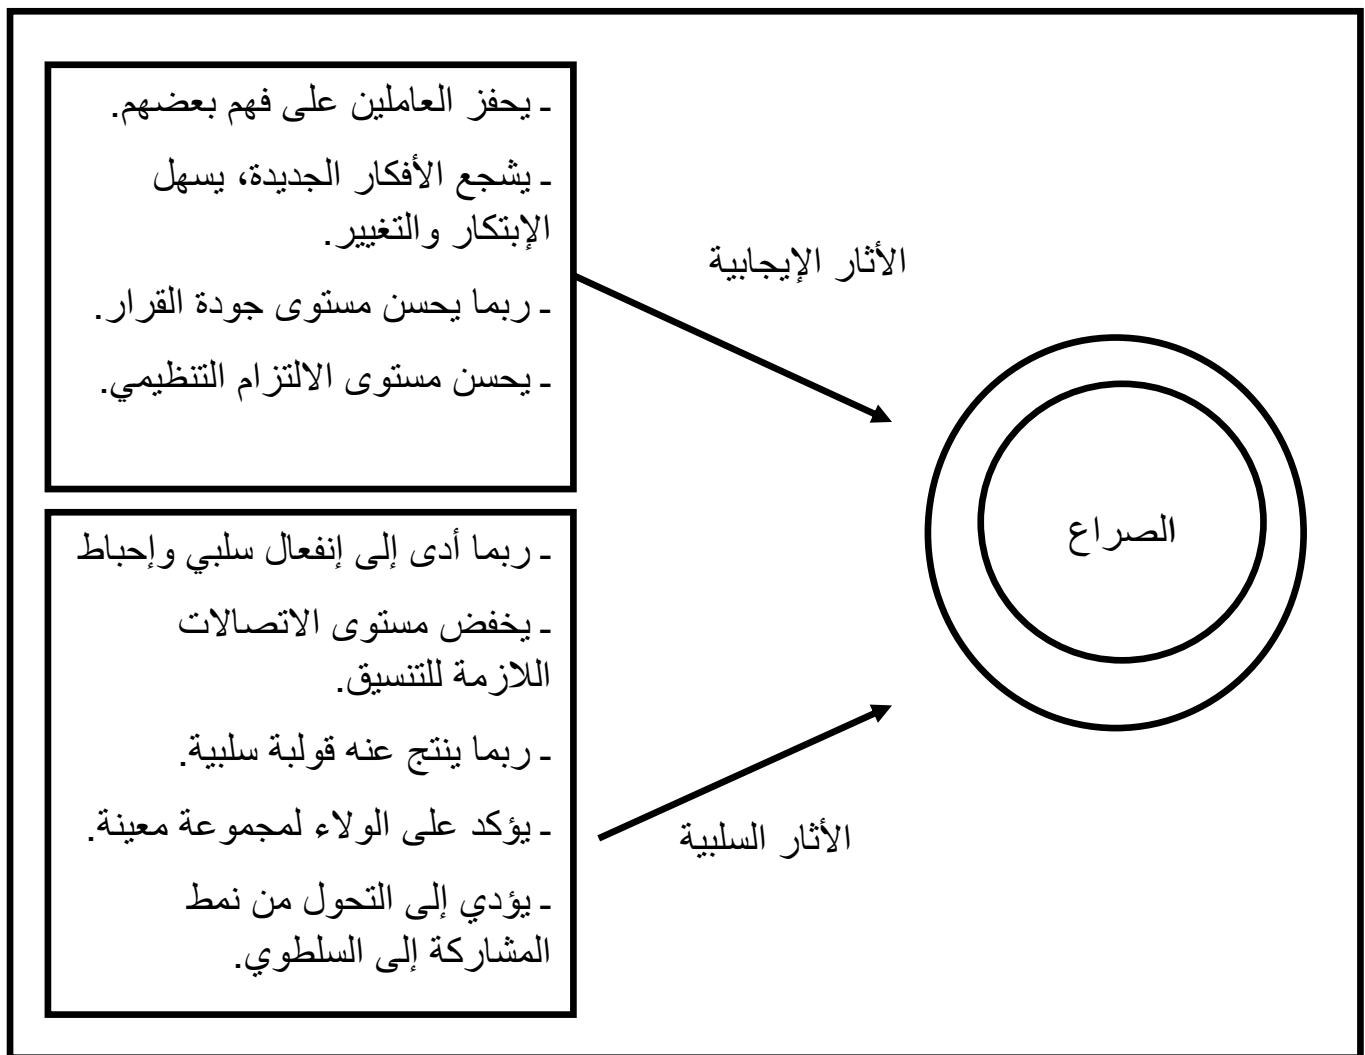 ـ يحفز العاملين على فهم بعضهم.
ـ يشجع الأفكار الجديدة، يسهل
الإبتكار والتغيير.
ـ ربما يحسن مستوى جودة القرار.
ـ يحسن مستوى الالتزام التنظيمي.
الأثار الإيجابية
الصراع
ـ ربما أدى إلى إنفعال سلبي وإحباط
ـ يخفض مستوى الاتصالات
اللازمة للتنسيق.
ـ ربما ينتج عنه قولبة سلبية.
ـ يؤكد على الولاء لمجموعة معينة.
ـ يؤدي إلى التحول من نمط
المشاركة إلى السلطوي.
الأثار السلبية